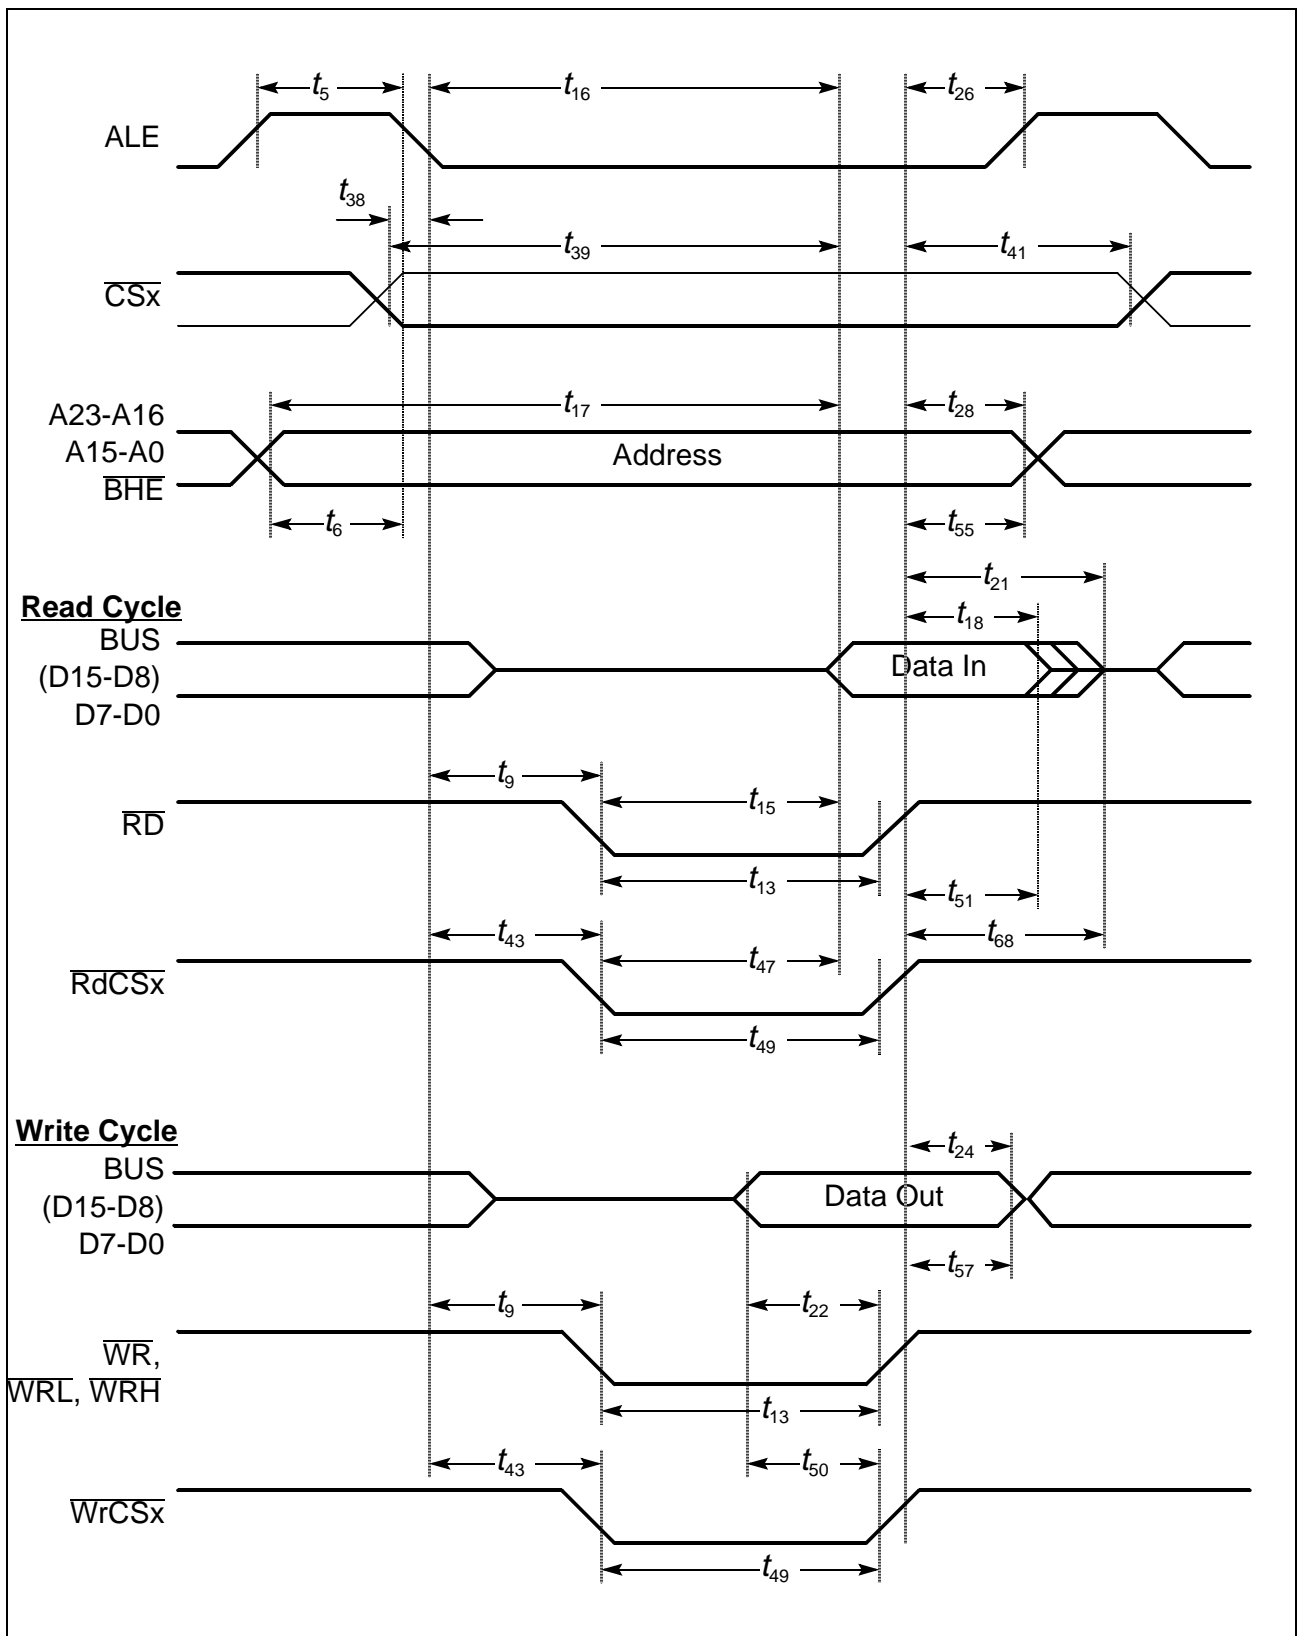 t5 t16 t26
ALE
t38
t39 t41
CSx
A23-A16 t17 t28
A15-A0 Address
BHE
t6 t55
t21
Read Cycle t18
BUS
(D15-D8) Data In
D7-D0
t9
t15
RD
t13 t51
t43 t68
t47
RdCSx
t49
Write Cycle
t24
BUS
(D15-D8) Data Out
D7-D0
t57
t9 t22
WR,
WRL, WRH
t13
t43 t50
WrCSx
t49